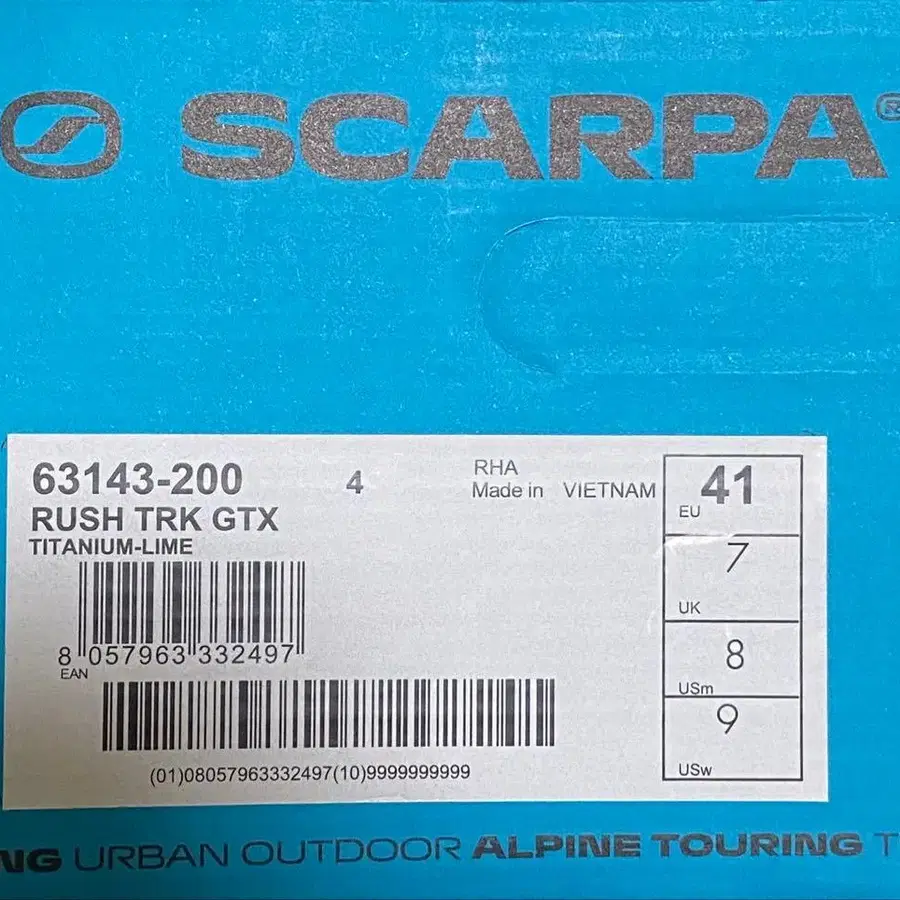 SCARPA®
63143-200
4
RHA
Made in VIETNAM
RUSH TRK GTX
TITANIUM-LIME
8 057963 332497
EAN
(01)08057963332497(10)9999999999
41
EU
7
UK
8
USm
9
USw
NG URBAN OUTDOOR ALPINE TOURING T